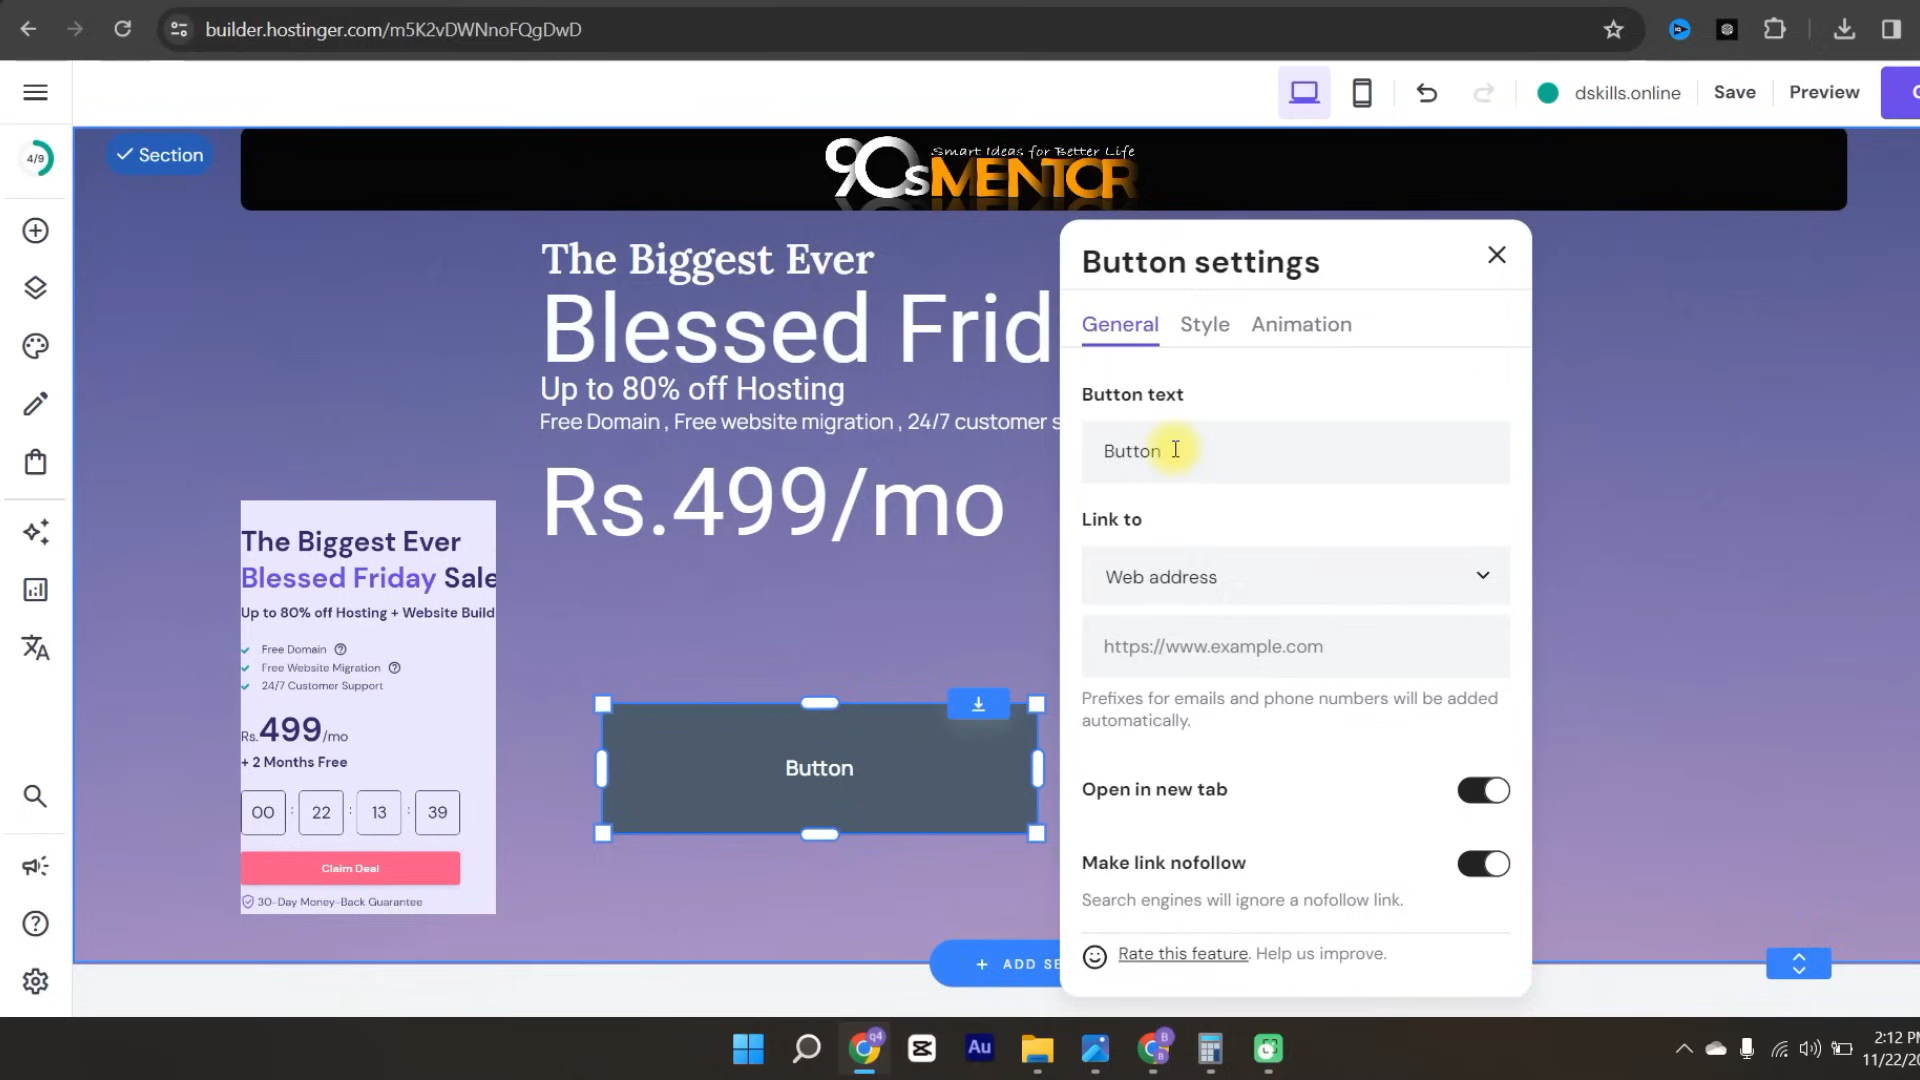 builder.hostinger.com/m5K2vDWNnoFQgDwD
dskills.online
Save
Preview
4/9
Section
Smart Ideas for Better Life
90sMENTOR
The Biggest Ever
Blessed Frid
Up to 80% off Hosting
Free Domain , Free website migration , 24/7 customer s
Rs.499/mo
The Biggest Ever
Blessed Friday Sale
Up to 80% off Hosting + Website Build
Free Domain
Free Website Migration
24/7 Customer Support
Rs.499/mo
+ 2 Months Free
00 : 22 : 13 : 39
Claim Deal
30-Day Money-Back Guarantee
Button
+ ADD SE
Button settings
General
Style
Animation
Button text
Button
Link to
Web address
https://www.example.com
Prefixes for emails and phone numbers will be added
automatically.
Open in new tab
Make link nofollow
Search engines will ignore a nofollow link.
Rate this feature. Help us improve.
q4
Au
B
B
2:12 PM
11/22/20